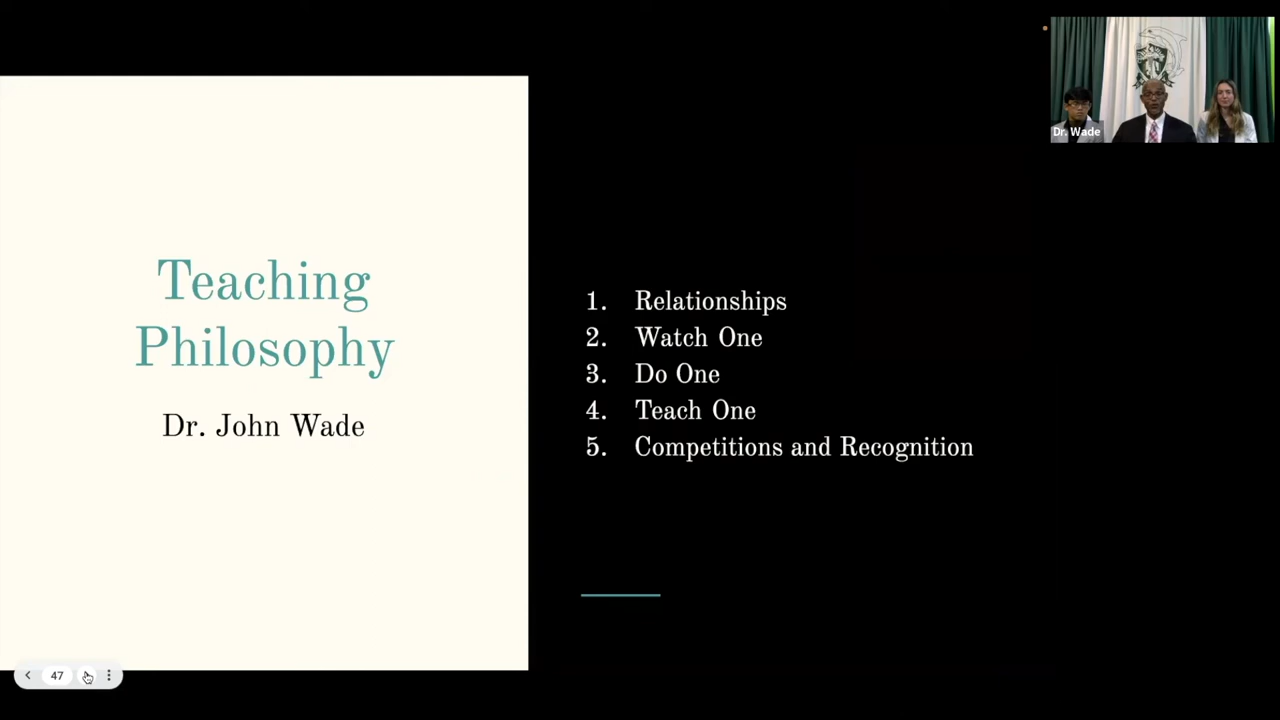 Teaching
Philosophy
Dr. John Wade
1. Relationships
2. Watch One
3. Do One
4. Teach One
5. Competitions and Recognition
Dr. Wade
47